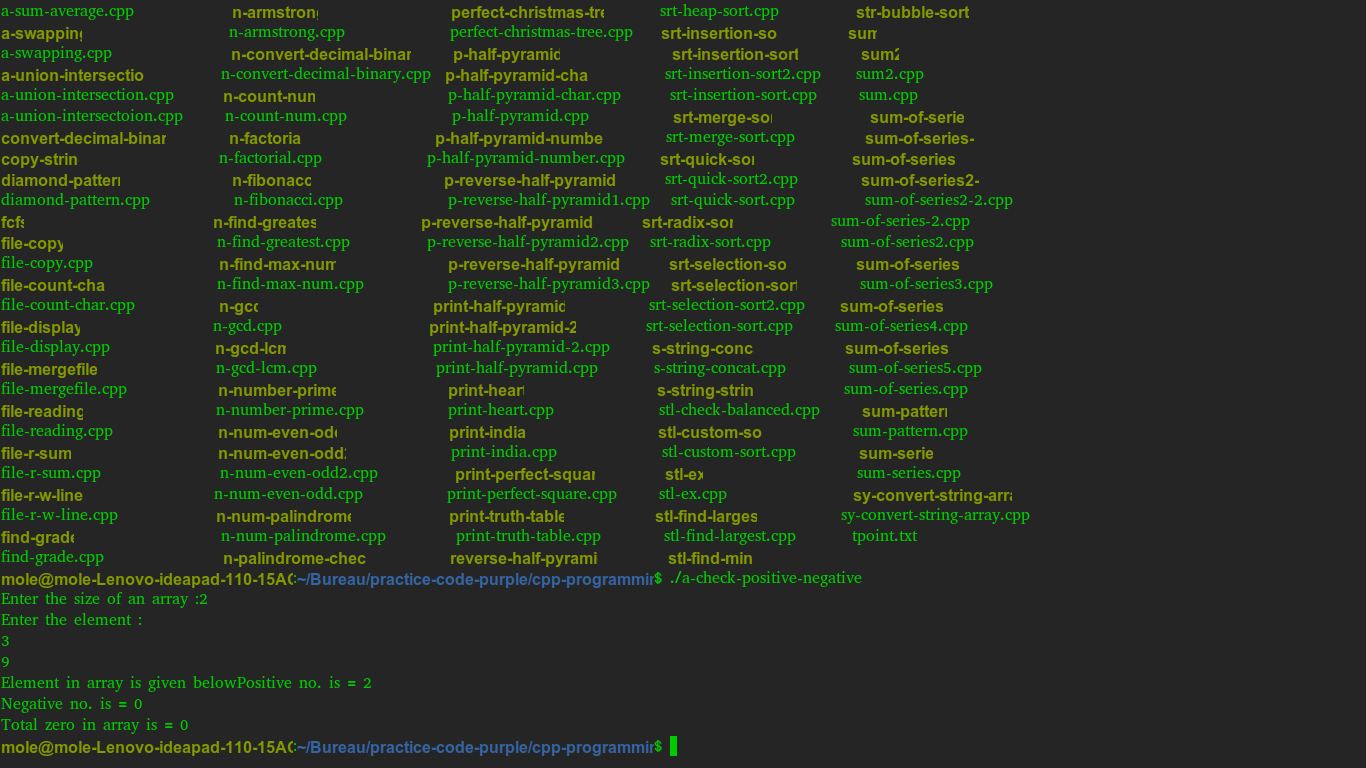 a-sum-average.cpp n-armstrong perfect-christmas-tre srt-heap-sort.cpp str-bubble-sort
a-swapping n-armstrong.cpp perfect-christmas-tree.cpp srt-insertion-so sum
a-swapping.cpp n-convert-decimal-binar p-half-pyramid srt-insertion-sort sum2
a-union-intersectio n-convert-decimal-binary.cpp p-half-pyramid-cha srt-insertion-sort2.cpp sum2.cpp
a-union-intersection.cpp n-count-num p-half-pyramid-char.cpp srt-insertion-sort.cpp sum.cpp
a-union-intersectoion.cpp n-count-num.cpp p-half-pyramid.cpp srt-merge-sor sum-of-serie
convert-decimal-binar n-factoria p-half-pyramid-numbe srt-merge-sort.cpp sum-of-series-
copy-strin n-factorial.cpp p-half-pyramid-number.cpp srt-quick-sor sum-of-series
diamond-pattern n-fibonacc p-reverse-half-pyramid srt-quick-sort2.cpp sum-of-series2-
diamond-pattern.cpp n-fibonacci.cpp p-reverse-half-pyramid1.cpp srt-quick-sort.cpp sum-of-series2-2.cpp
fcfs n-find-greates p-reverse-half-pyramid srt-radix-sor sum-of-series-2.cpp
file-copy n-find-greatest.cpp p-reverse-half-pyramid2.cpp srt-radix-sort.cpp sum-of-series2.cpp
file-copy.cpp n-find-max-num p-reverse-half-pyramid srt-selection-so sum-of-series
file-count-cha n-find-max-num.cpp p-reverse-half-pyramid3.cpp srt-selection-sort sum-of-series3.cpp
file-count-char.cpp n-gcd print-half-pyramid srt-selection-sort2.cpp sum-of-series
file-display n-gcd.cpp print-half-pyramid-2 srt-selection-sort.cpp sum-of-series4.cpp
file-display.cpp n-gcd-lcm print-half-pyramid-2.cpp s-string-conc sum-of-series
file-mergefile n-gcd-lcm.cpp print-half-pyramid.cpp s-string-concat.cpp sum-of-series5.cpp
file-mergefile.cpp n-number-prime print-heart s-string-strin sum-of-series.cpp
file-reading n-number-prime.cpp print-heart.cpp stl-check-balanced.cpp sum-pattern
file-reading.cpp n-num-even-odd print-india stl-custom-so sum-pattern.cpp
file-r-sum n-num-even-odd2 print-india.cpp stl-custom-sort.cpp sum-serie
file-r-sum.cpp n-num-even-odd2.cpp print-perfect-squar stl-ex sum-series.cpp
file-r-w-line n-num-even-odd.cpp print-perfect-square.cpp stl-ex.cpp sy-convert-string-arra
file-r-w-line.cpp n-num-palindrome print-truth-table stl-find-larges sy-convert-string-array.cpp
find-grade n-num-palindrome.cpp print-truth-table.cpp stl-find-largest.cpp tpoint.txt
find-grade.cpp n-palindrome-chec reverse-half-pyrami stl-find-min
mole@mole-Lenovo-ideapad-110-15AC:~/Bureau/practice-code-purple/cpp-programmin$ ./a-check-positive-negative
Enter the size of an array :2
Enter the element :
3
9
Element in array is given belowPositive no. is = 2
Negative no. is = 0
Total zero in array is = 0
mole@mole-Lenovo-ideapad-110-15AC:~/Bureau/practice-code-purple/cpp-programmin$